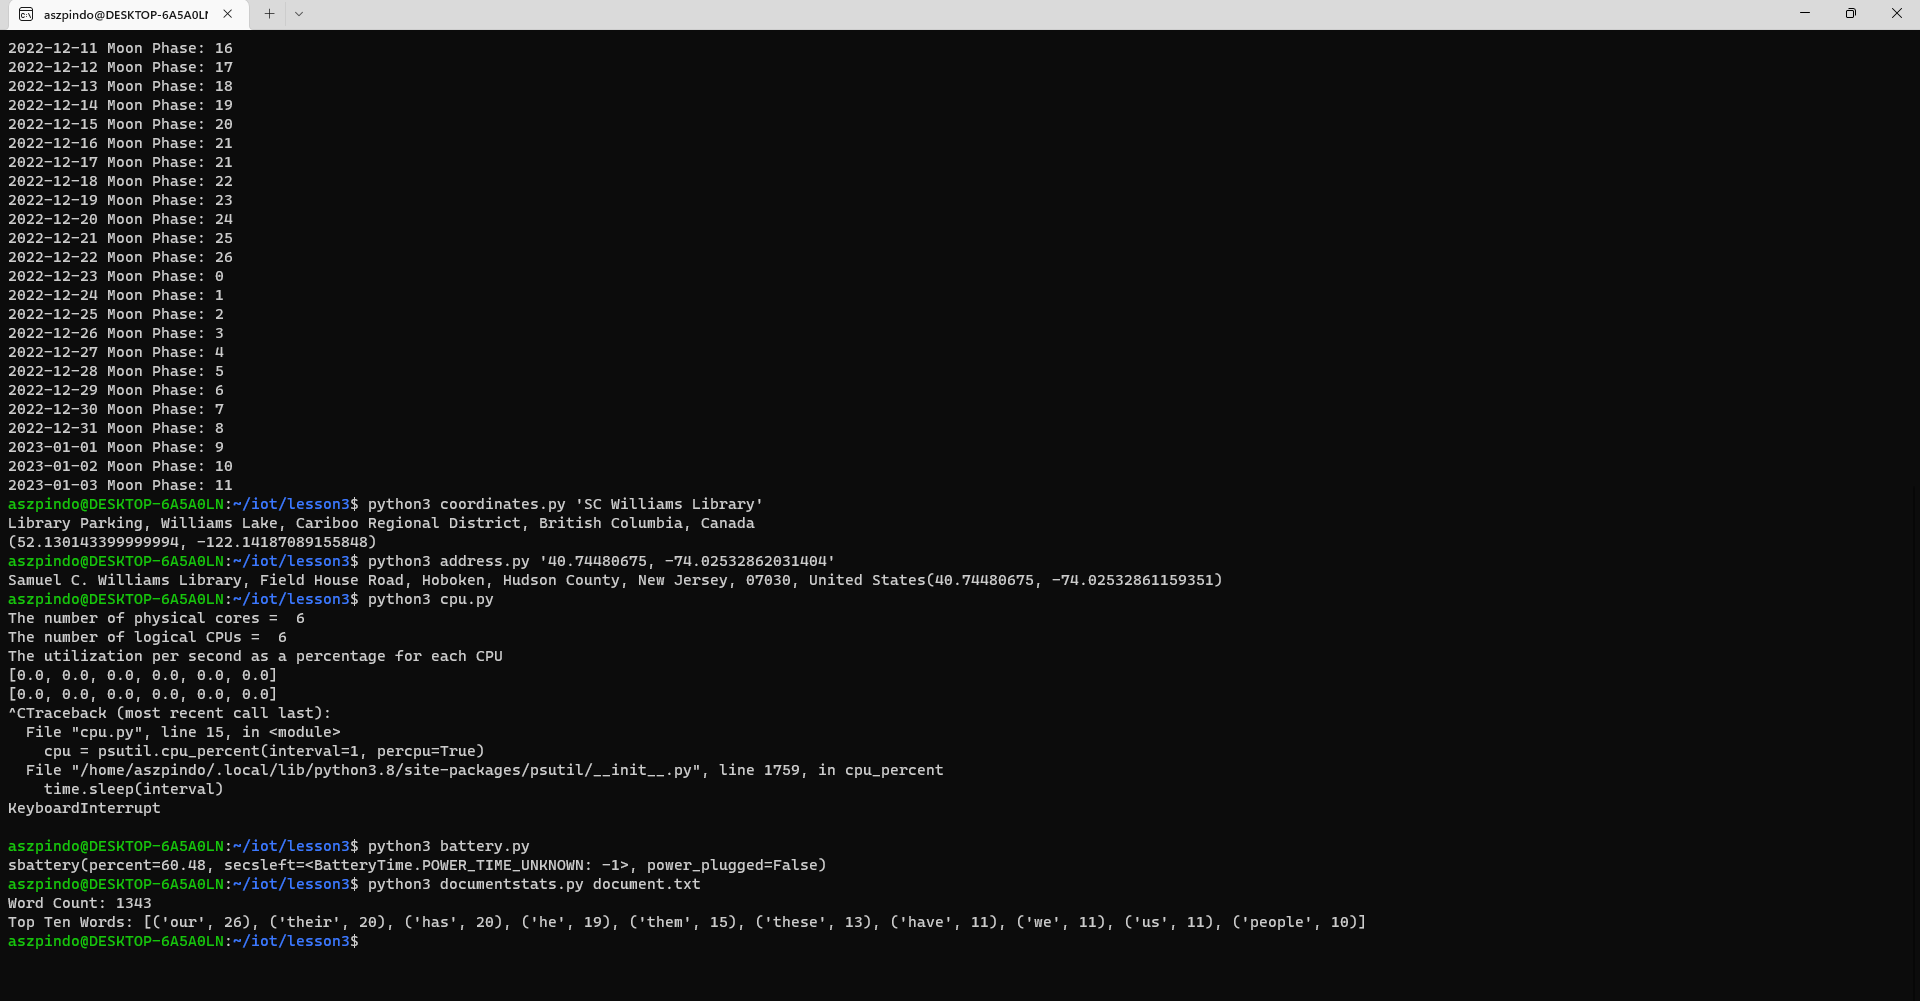 aszpindo@DESKTOP-6A5A0LN
2022-12-11 Moon Phase: 16
2022-12-12 Moon Phase: 17
2022-12-13 Moon Phase: 18
2022-12-14 Moon Phase: 19
2022-12-15 Moon Phase: 20
2022-12-16 Moon Phase: 21
2022-12-17 Moon Phase: 21
2022-12-18 Moon Phase: 22
2022-12-19 Moon Phase: 23
2022-12-20 Moon Phase: 24
2022-12-21 Moon Phase: 25
2022-12-22 Moon Phase: 26
2022-12-23 Moon Phase: 0
2022-12-24 Moon Phase: 1
2022-12-25 Moon Phase: 2
2022-12-26 Moon Phase: 3
2022-12-27 Moon Phase: 4
2022-12-28 Moon Phase: 5
2022-12-29 Moon Phase: 6
2022-12-30 Moon Phase: 7
2022-12-31 Moon Phase: 8
2023-01-01 Moon Phase: 9
2023-01-02 Moon Phase: 10
2023-01-03 Moon Phase: 11
aszpindo@DESKTOP-6A5A0LN:~/iot/lesson3$ python3 coordinates.py 'SC Williams Library'
Library Parking, Williams Lake, Cariboo Regional District, British Columbia, Canada
(52.130143399999994, -122.14187089155848)
aszpindo@DESKTOP-6A5A0LN:~/iot/lesson3$ python3 address.py '40.74480675, -74.02532862031404'
Samuel C. Williams Library, Field House Road, Hoboken, Hudson County, New Jersey, 07030, United States(40.74480675, -74.02532861159351)
aszpindo@DESKTOP-6A5A0LN:~/iot/lesson3$ python3 cpu.py
The number of physical cores =  6
The number of logical CPUs =  6
The utilization per second as a percentage for each CPU
[0.0, 0.0, 0.0, 0.0, 0.0, 0.0]
[0.0, 0.0, 0.0, 0.0, 0.0, 0.0]
^CTraceback (most recent call last):
  File "cpu.py", line 15, in <module>
    cpu = psutil.cpu_percent(interval=1, percpu=True)
  File "/home/aszpindo/.local/lib/python3.8/site-packages/psutil/__init__.py", line 1759, in cpu_percent
    time.sleep(interval)
KeyboardInterrupt
aszpindo@DESKTOP-6A5A0LN:~/iot/lesson3$ python3 battery.py
sbattery(percent=60.48, secsleft=<BatteryTime.POWER_TIME_UNKNOWN: -1>, power_plugged=False)
aszpindo@DESKTOP-6A5A0LN:~/iot/lesson3$ python3 documentstats.py document.txt
Word Count: 1343
Top Ten Words: [('our', 26), ('their', 20), ('has', 20), ('he', 19), ('them', 15), ('these', 13), ('have', 11), ('we', 11), ('us', 11), ('people', 10)]
aszpindo@DESKTOP-6A5A0LN:~/iot/lesson3$